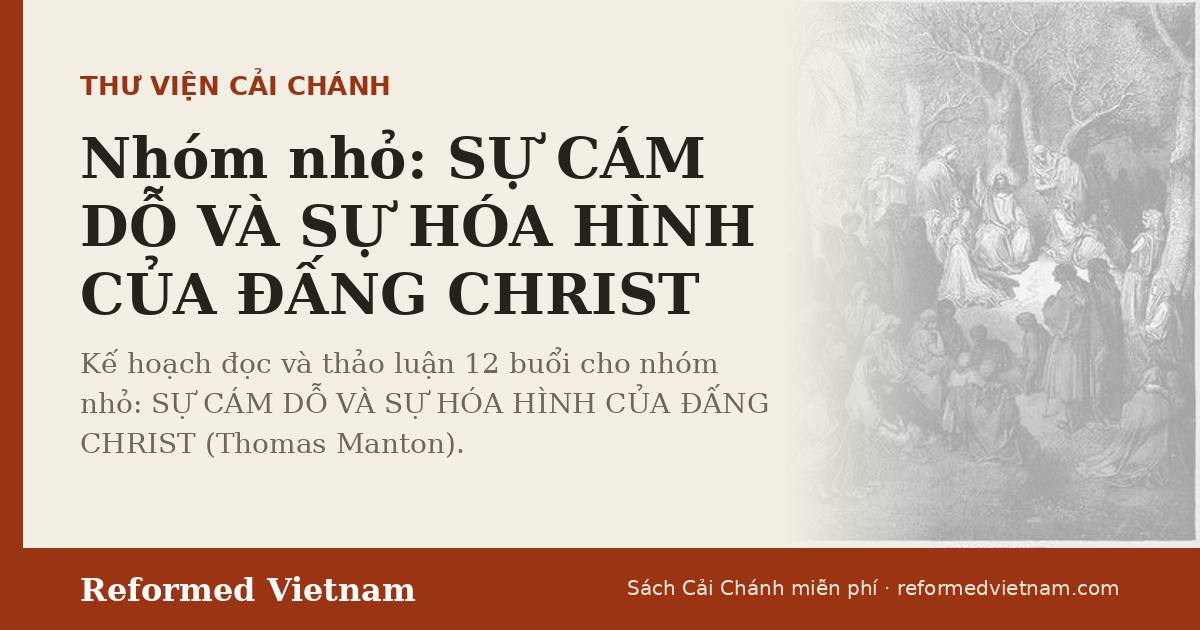 THƯ VIỆN CẢI CHÁNH
Nhóm nhỏ: SỰ CÁM
DỖ VÀ SỰ HÓA HÌNH
CỦA ĐẤNG CHRIST
Kế hoạch đọc và thảo luận 12 buổi cho nhóm
nhỏ: SỰ CÁM DỖ VÀ SỰ HÓA HÌNH CỦA ĐẤNG
CHRIST (Thomas Manton).
Reformed Vietnam
Sách Cải Chánh miễn phí · reformedvietnam.com